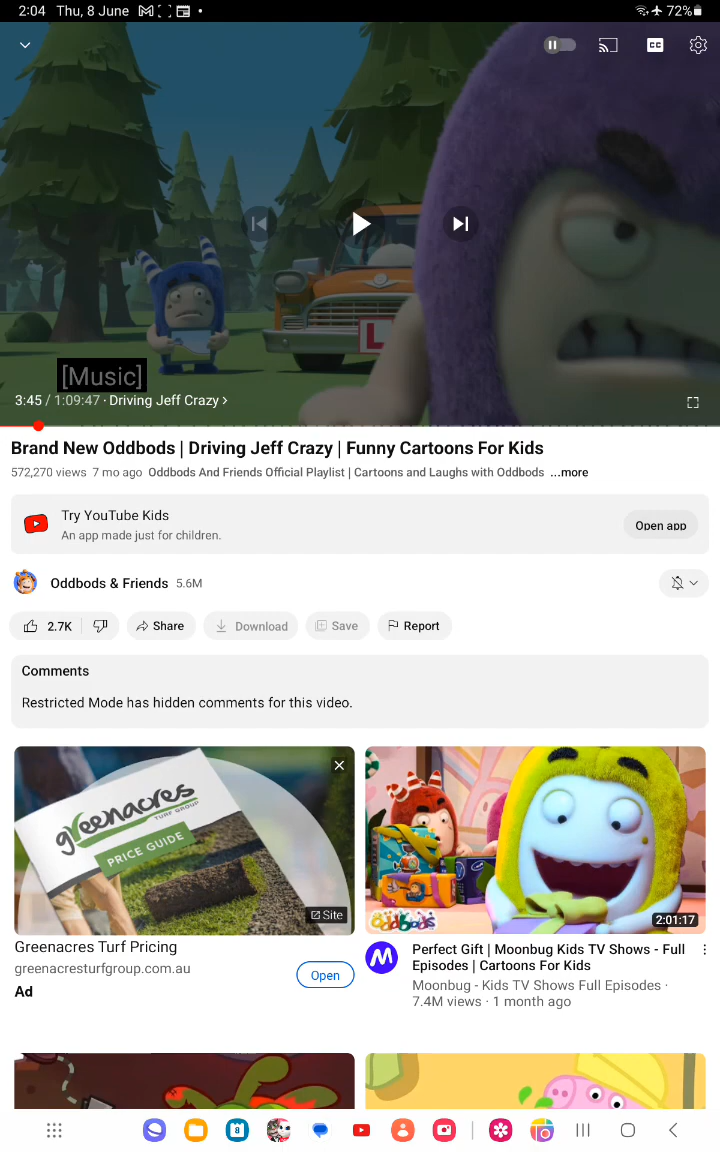 2:04 Thu, 8 June
72%
CC
L
[Music]
3:45 / 1:09:47 · Driving Jeff Crazy >
Brand New Oddbods | Driving Jeff Crazy | Funny Cartoons For Kids
572,270 views 7 mo ago Oddbods And Friends Official Playlist | Cartoons and Laughs with Oddbods ...more
Try YouTube Kids
An app made just for children.
Open app
Oddbods & Friends 5.6M
2.7K Share Download Save Report
Comments
Restricted Mode has hidden comments for this video.
greenacres
TURF GROUP
PRICE GUIDE
Site
oddbods
2:01:17
Greenacres Turf Pricing
greenacresturfgroup.com.au
Ad
Open
Perfect Gift | Moonbug Kids TV Shows - Full
Episodes | Cartoons For Kids
Moonbug - Kids TV Shows Full Episodes ·
7.4M views · 1 month ago
8